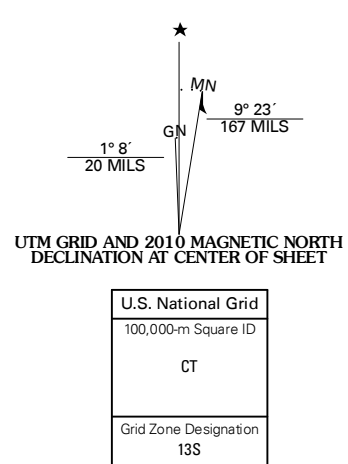 MN
GN
9° 23´
167 MILS
1° 8´
20 MILS
UTM GRID AND 2010 MAGNETIC NORTH
DECLINATION AT CENTER OF SHEET
U.S. National Grid
100,000-m Square ID
CT
Grid Zone Designation
13S